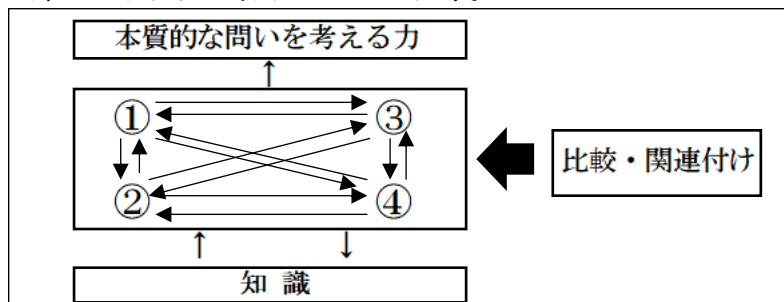 本質的な問いを考える力
↑
① ③
② ④
比較・関連付け
↑ ↓
知 識